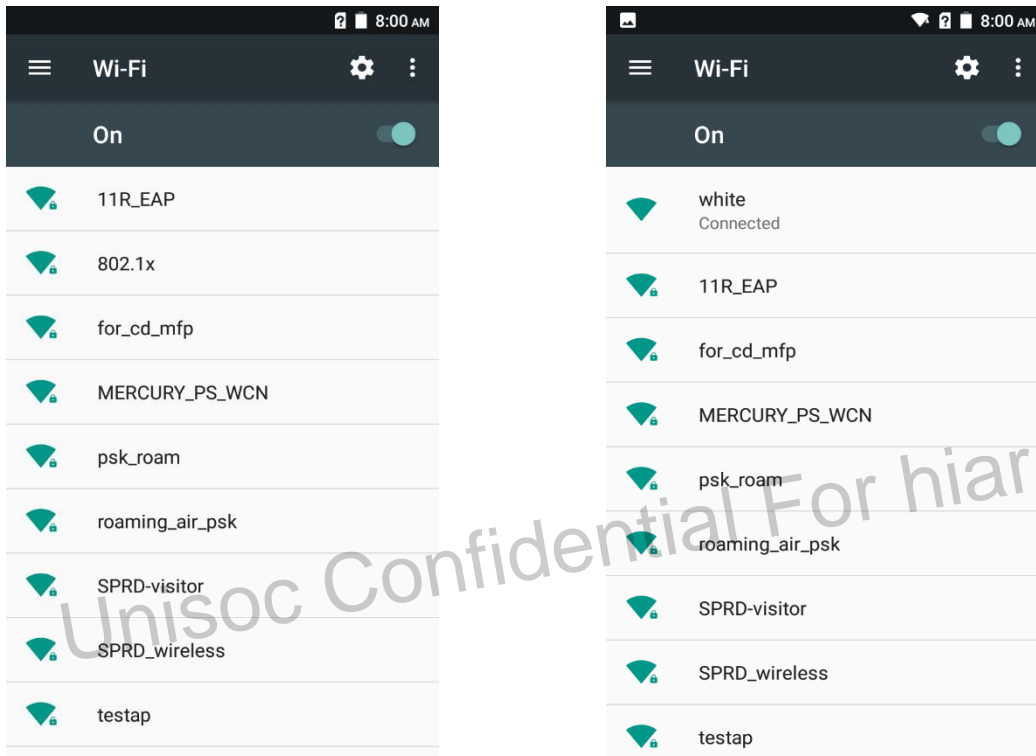 8:00 AM
Wi-Fi
On
11R_EAP
802.1x
for_cd_mfp
MERCURY_PS_WCN
psk_roam
roaming_air_psk
SPRD-visitor
SPRD_wireless
testap
8:00 AM
Wi-Fi
On
white
Connected
11R_EAP
for_cd_mfp
MERCURY_PS_WCN
psk_roam
roaming_air_psk
SPRD-visitor
SPRD_wireless
testap
Unisoc Confidential For hiar